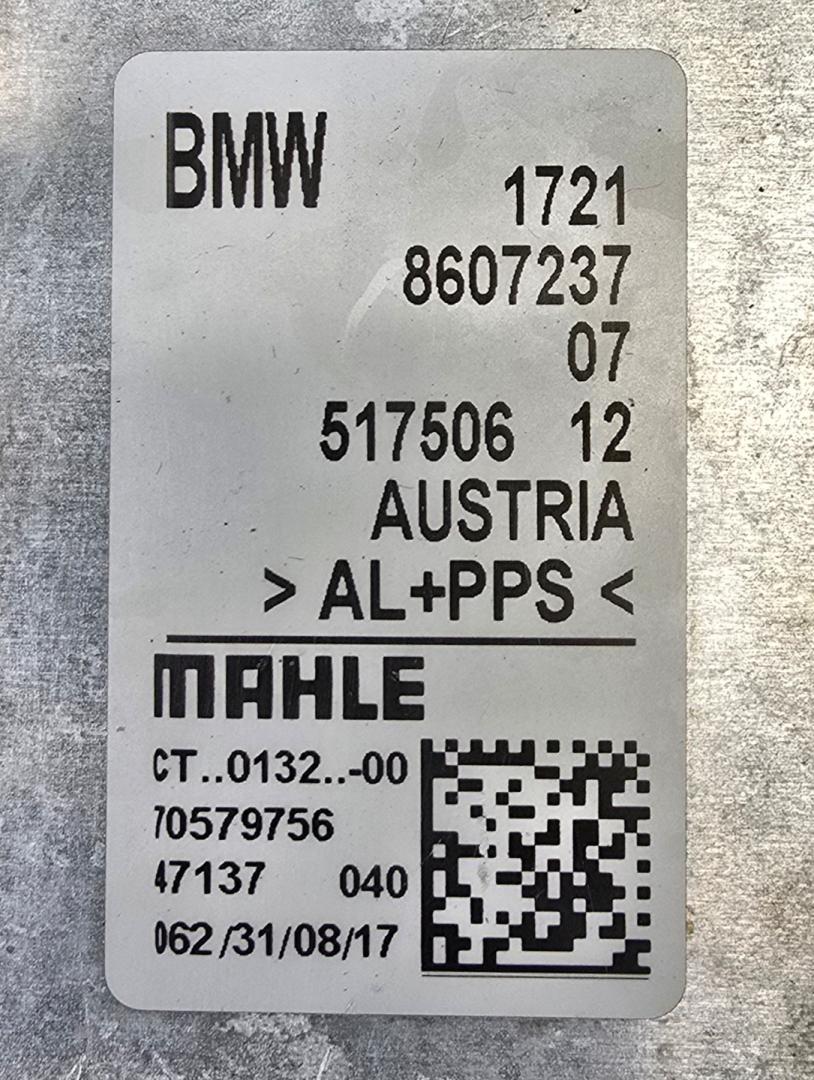 BMW
1721
8607237
07
517506 12
AUSTRIA
> AL+PPS <
MAHLE
CT..0132..-00
70579756
47137 040
062/31/08/17